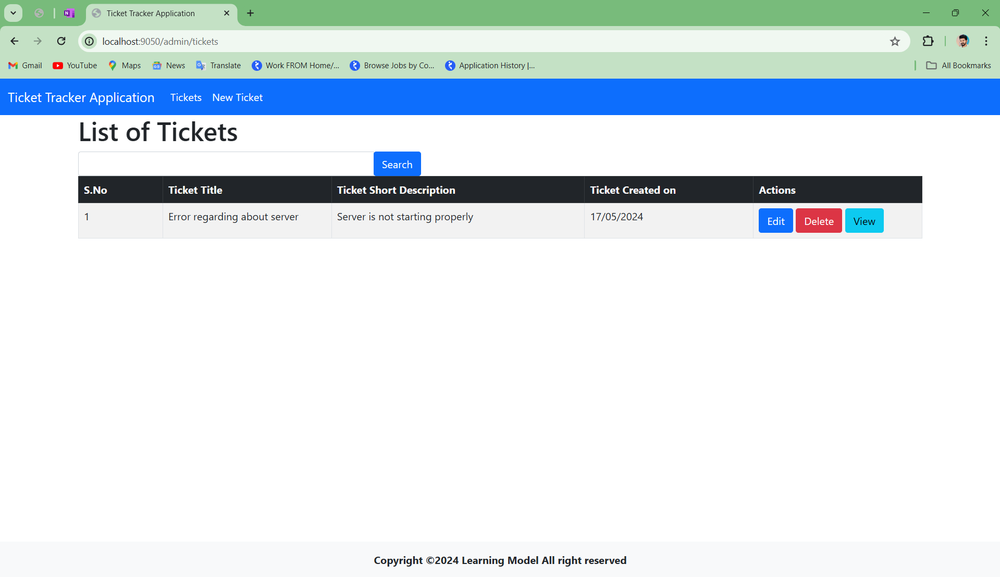 Ticket Tracker Application
localhost:9050/admin/tickets
Gmail YouTube Maps News Translate Work FROM Home/... Browse Jobs by Co... Application History |... All Bookmarks
Ticket Tracker Application Tickets New Ticket
List of Tickets
Search
S.No Ticket Title Ticket Short Description Ticket Created on Actions
1 Error regarding about server Server is not starting properly 17/05/2024 Edit Delete View
Copyright ©2024 Learning Model All right reserved